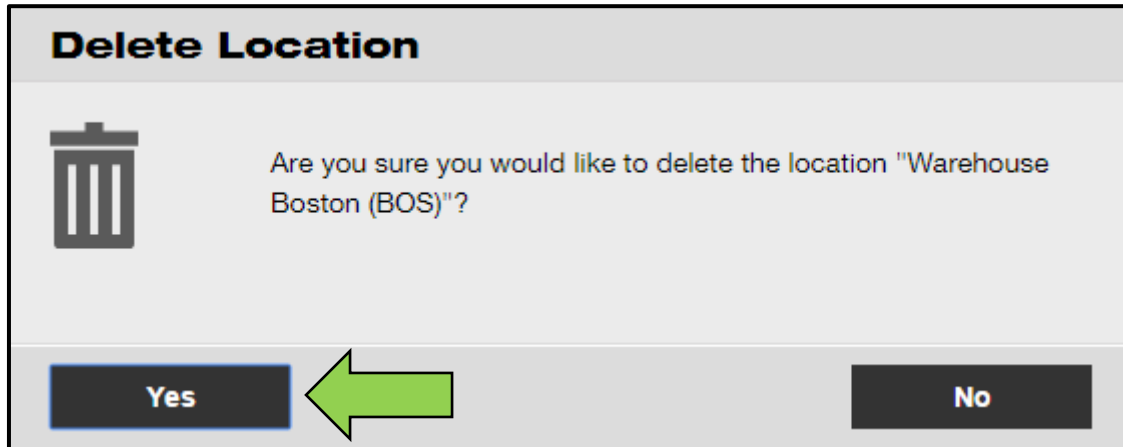 Delete Location
Are you sure you would like to delete the location "Warehouse
Boston (BOS)"?
Yes
No